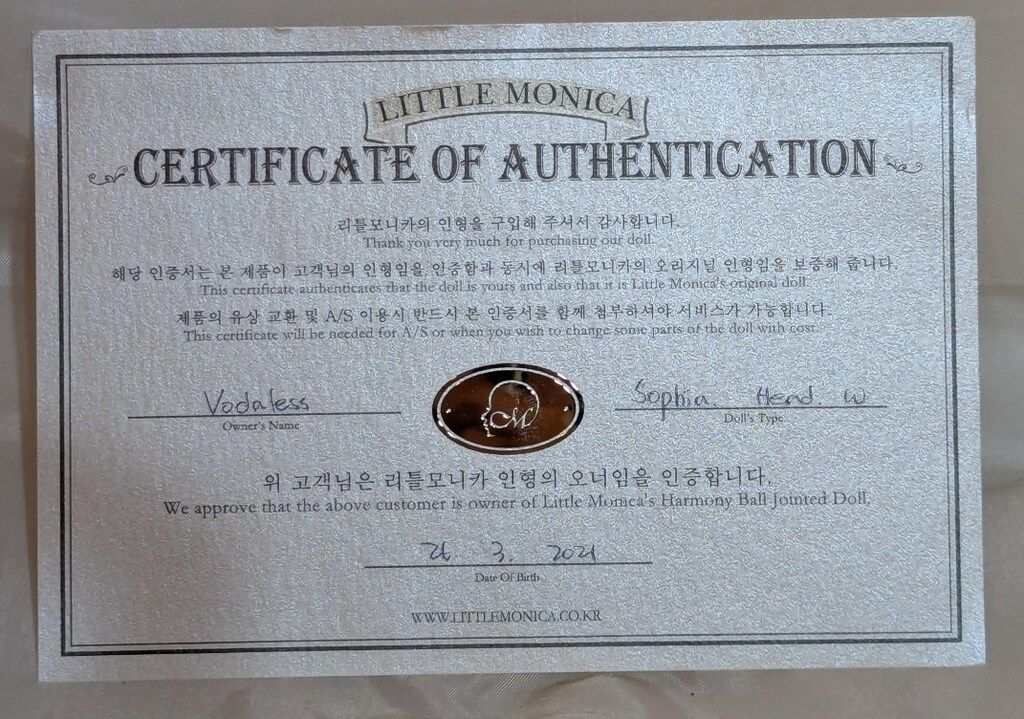 LITTLE MONICA
CERTIFICATE OF AUTHENTICATION
리틀모니카의 인형을 구입해 주셔서 감사합니다.
Thank you very much for purchasing our doll.
해당 인증서는 본 제품이 고객님의 인형임을 인증함과 동시에 리틀모니카의 오리지널 인형임을 보증해 줍니다.
This certificate authenticates that the doll is yours and also that it is Little Monica's original doll.
제품의 유상 교환 및 A/S 이용시 반드시 본 인증서를 함께 첨부하셔야 서비스가 가능합니다.
This certificate will be needed for A/S or when you wish to change some parts of the doll with cost.
Vodaless
Owner's Name
M
Sophia Head W
Doll's Type
위 고객님은 리틀모니카 인형의 오너임을 인증합니다.
We approve that the above customer is owner of Little Monica's Harmony Ball Jointed Doll.
26 3. 2021
Date Of Birth
WWW.LITTLEMONICA.CO.KR